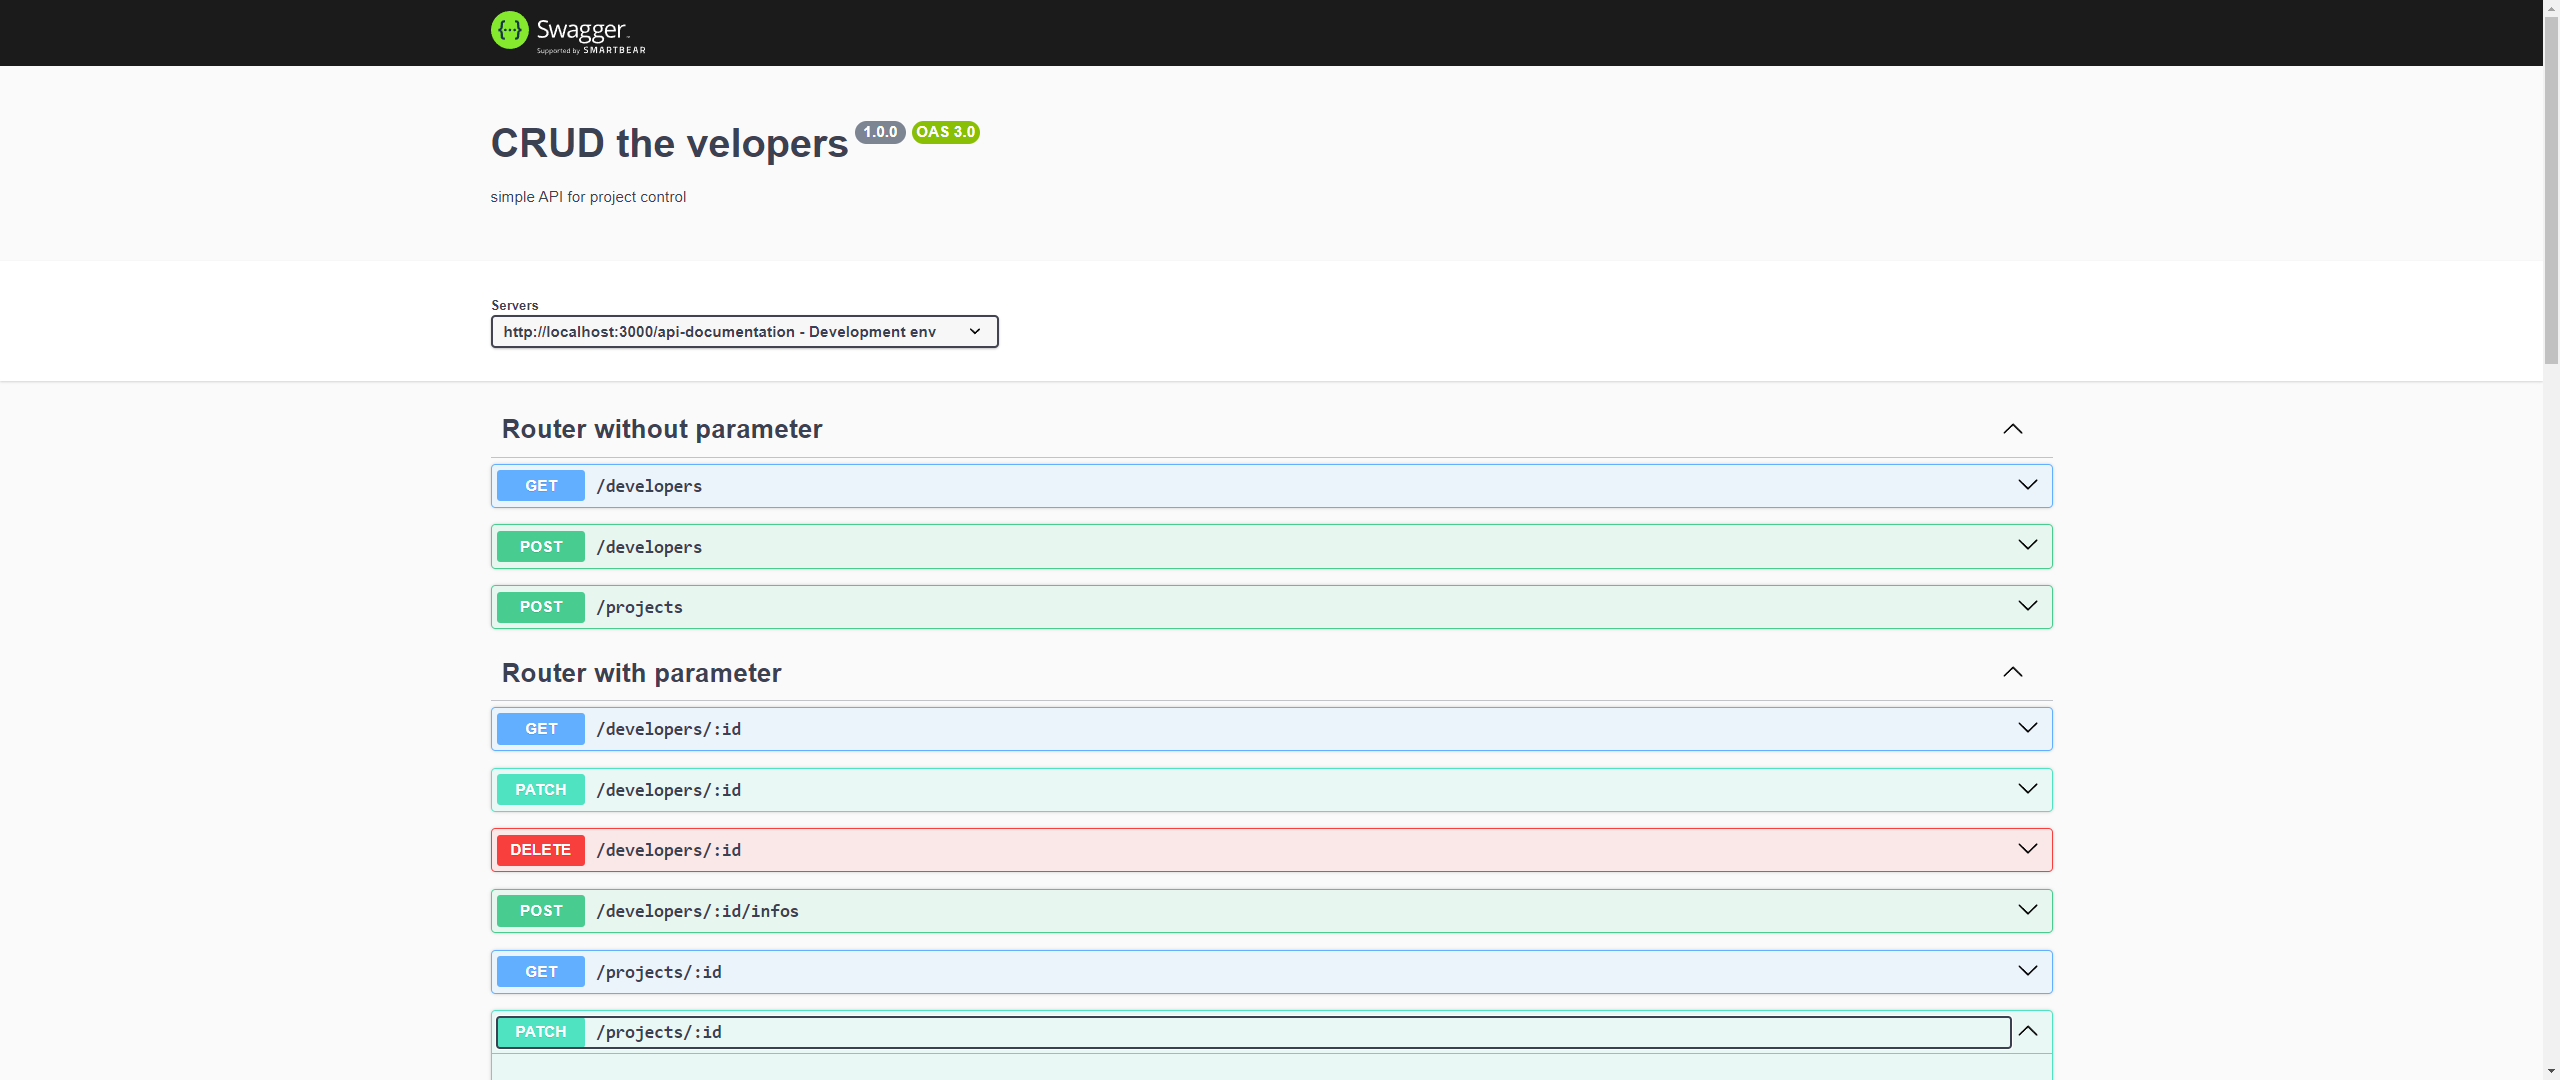 Swagger
Supported by SMARTBEAR
CRUD the velopers 1.0.0 OAS 3.0
simple API for project control
Servers
http://localhost:3000/api-documentation - Development env
Router without parameter
GET /developers
POST /developers
POST /projects
Router with parameter
GET /developers/:id
PATCH /developers/:id
DELETE /developers/:id
POST /developers/:id/infos
GET /projects/:id
PATCH /projects/:id